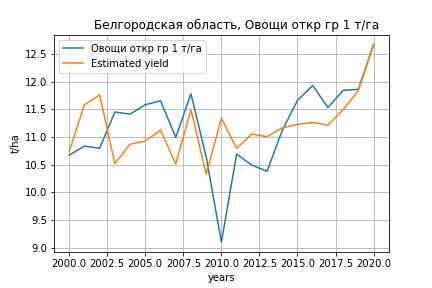 Белгородская область, Овощи откр гр 1 т/га
Овощи откр гр 1 т/га
Estimated yield
t/ha
12.5
12.0
11.5
11.0
10.5
10.0
9.5
9.0
2000.0 2002.5 2005.0 2007.5 2010.0 2012.5 2015.0 2017.5 2020.0
years